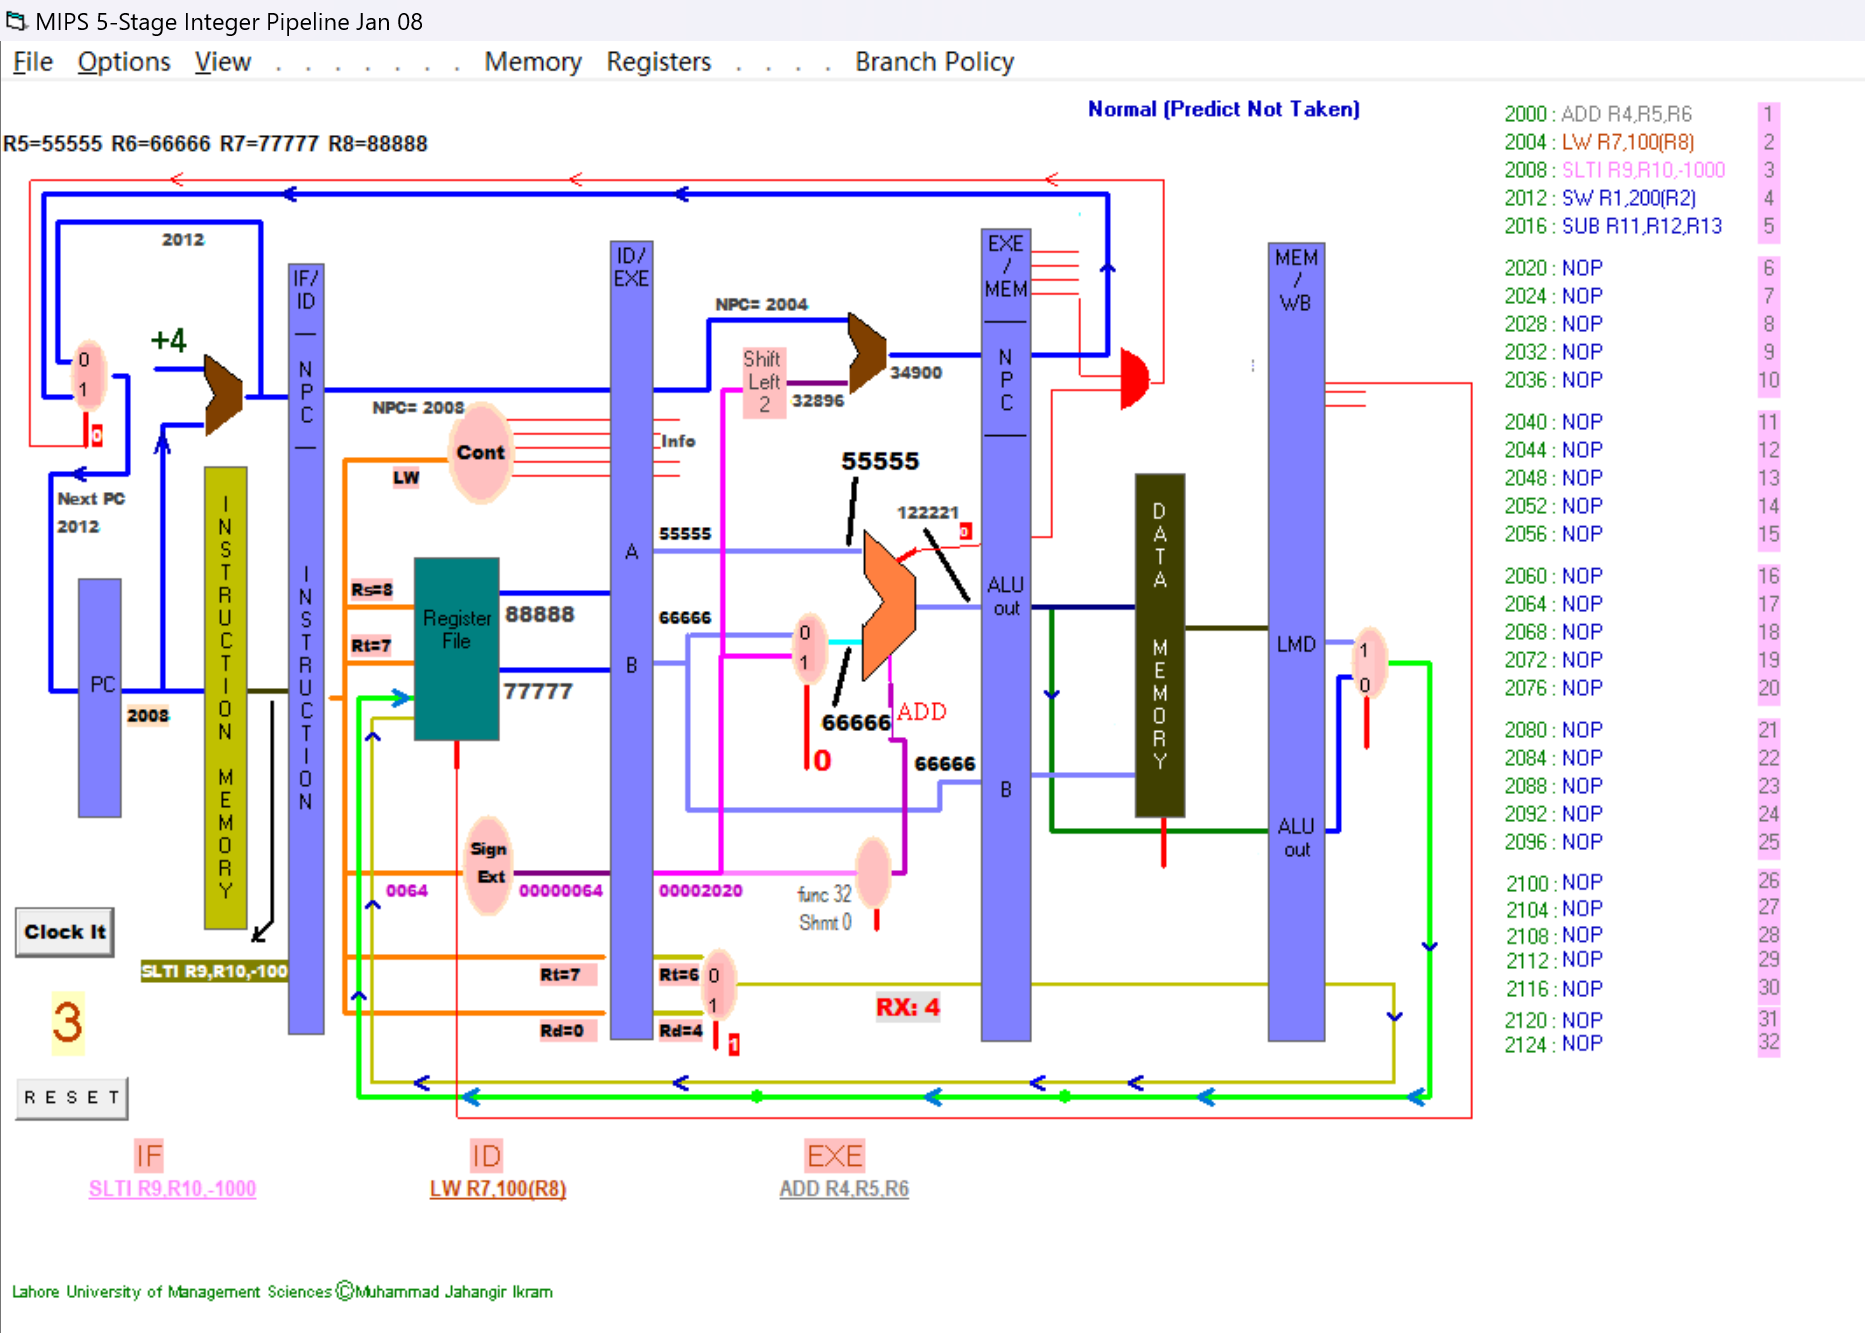 MIPS 5-Stage Integer Pipeline Jan 08
File Options View . . . . . . . Memory Registers . . . . Branch Policy
Normal (Predict Not Taken)
R5=55555 R6=66666 R7=77777 R8=88888
2012
+4
0
1
0
Next PC
2012
PC
2008
INSTRUCTION MEMORY
SLTI R9,R10,-100
Clock It
3
R E S E T
IF/
ID
NPC
INSTRUCTION
NPC= 2008
Cont
LW
Info
Rs=8
Rt=7
Register
File
88888
77777
Sign
Ext
0064
00000064
Rt=7
Rd=0
ID/
EXE
A
B
NPC= 2004
Shift
Left
2
32896
34900
55555
55555
122221
0
66666
0
1
66666
ADD
0
66666
00002020
func 32
Shmt 0
Rt=6
0
1
Rd=4
1
RX: 4
EXE
/
MEM
NPC
ALU
out
B
DATA MEMORY
MEM
/
WB
LMD
ALU
out
1
0
2000 : ADD R4,R5,R6 1
2004 : LW R7,100(R8) 2
2008 : SLTI R9,R10,-1000 3
2012 : SW R1,200(R2) 4
2016 : SUB R11,R12,R13 5
2020 : NOP 6
2024 : NOP 7
2028 : NOP 8
2032 : NOP 9
2036 : NOP 10
2040 : NOP 11
2044 : NOP 12
2048 : NOP 13
2052 : NOP 14
2056 : NOP 15
2060 : NOP 16
2064 : NOP 17
2068 : NOP 18
2072 : NOP 19
2076 : NOP 20
2080 : NOP 21
2084 : NOP 22
2088 : NOP 23
2092 : NOP 24
2096 : NOP 25
2100 : NOP 26
2104 : NOP 27
2108 : NOP 28
2112 : NOP 29
2116 : NOP 30
2120 : NOP 31
2124 : NOP 32
IF
SLTI R9,R10,-1000
ID
LW R7,100(R8)
EXE
ADD R4,R5,R6
Lahore University of Management Sciences ©Muhammad Jahangir Ikram